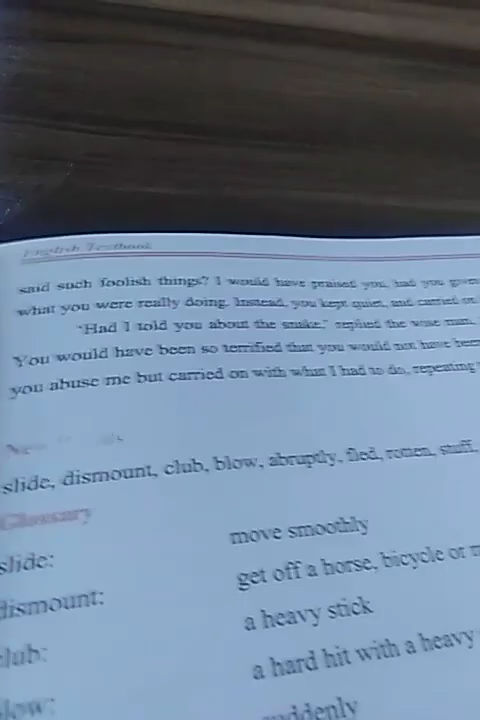 English Textbook
said such foolish things? I would have praised you, had you given
what you were really doing. Instead, you kept quiet, and carried on
"Had I told you about the snake," replied the wise man,
You would have been so terrified that you would not have been
you abuse me but carried on with what I had to do, repeating
slide, dismount, club, blow, abruptly, fled, rotten, stuff,
Glossary
slide: move smoothly
dismount: get off a horse, bicycle or
club: a heavy stick
blow: a hard hit with a heavy
suddenly